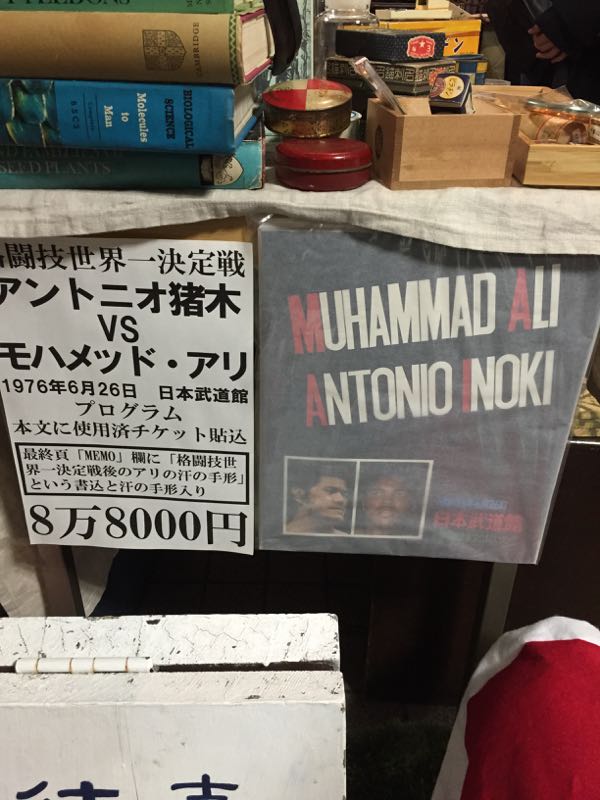 CAMBRIDGE
BIOLOGICAL
SCIENCE
Molecules
to
Man
BSCS
SEED PLANTS
格闘技世界一決定戦
アントニオ猪木
VS
モハメッド・アリ
1976年6月26日 日本武道館
プログラム
本文に使用済チケット貼込
最終頁「MEMO」欄に「格闘技世
界一決定戦後のアリの汗の手形」
という書込と汗の手形入り
8万8000円
MUHAMMAD ALI
ANTONIO INOKI
日本武道館